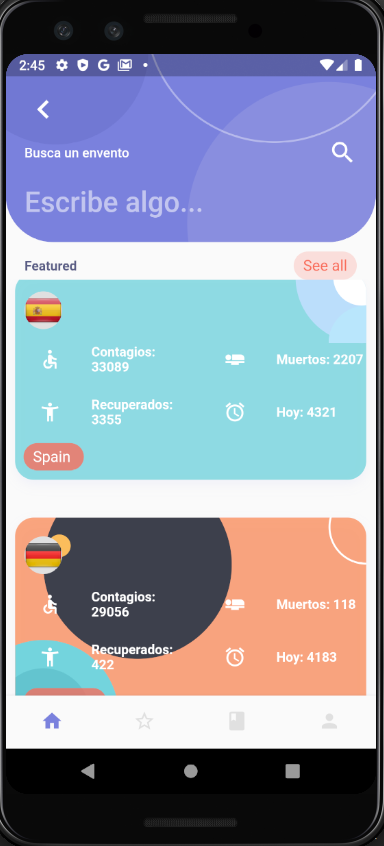 2:45
Busca un envento
Escribe algo...
Featured
See all
Contagios:
33089
Muertos: 2207
Recuperados:
3355
Hoy: 4321
Spain
Contagios:
29056
Muertos: 118
Recuperados:
422
Hoy: 4183